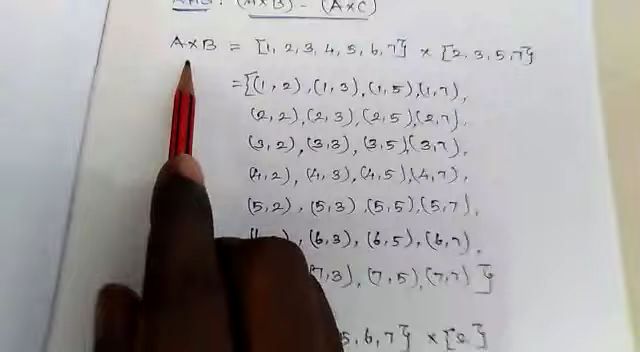 RHS : (A×B) - (A×C)
A×B = {1, 2, 3, 4, 5, 6, 7} × {2, 3, 5, 7}
= {(1, 2), (1, 3), (1, 5), (1, 7),
(2, 2), (2, 3), (2, 5), (2, 7),
(3, 2), (3, 3), (3, 5), (3, 7),
(4, 2), (4, 3), (4, 5), (4, 7),
(5, 2), (5, 3), (5, 5), (5, 7),
(6, 3), (6, 5), (6, 7),
(7, 3), (7, 5), (7, 7)}
5, 6, 7} × {2}